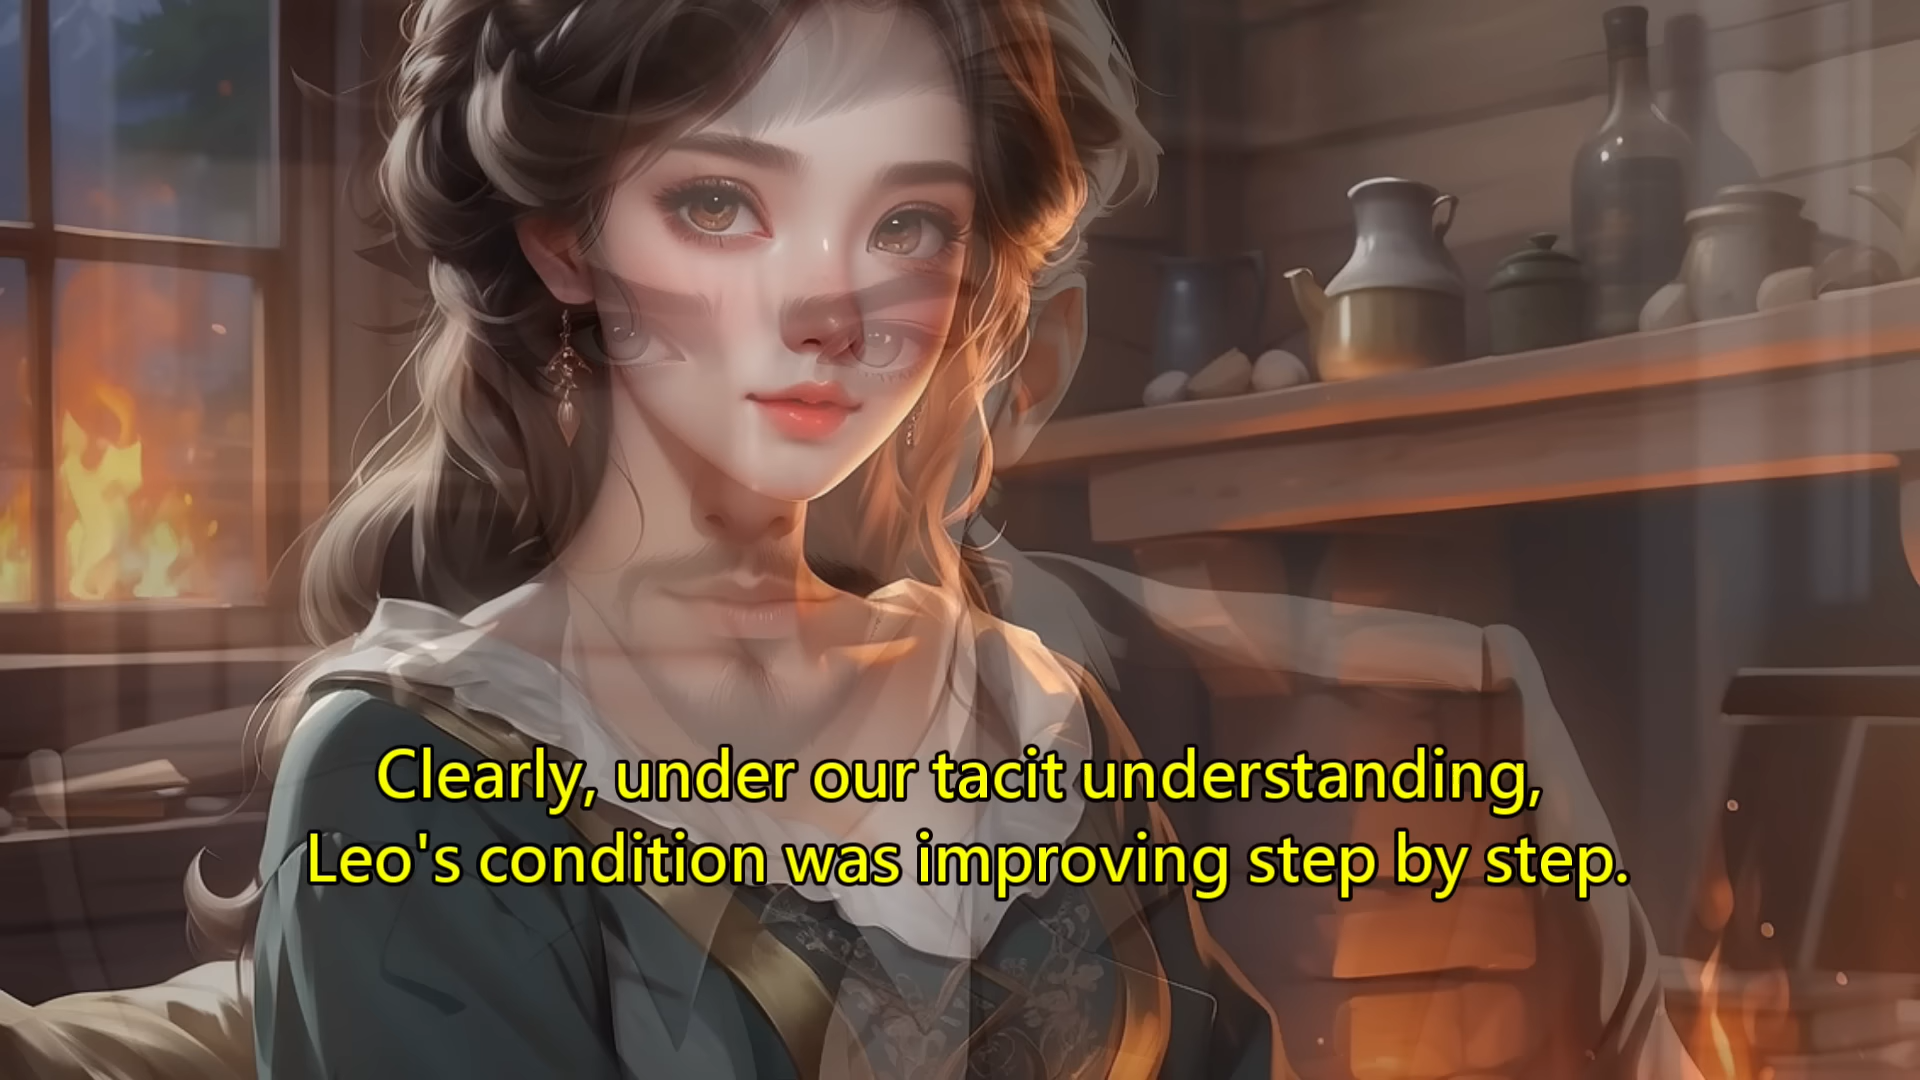 Clearly, under our tacit understanding,
Leo's condition was improving step by step.